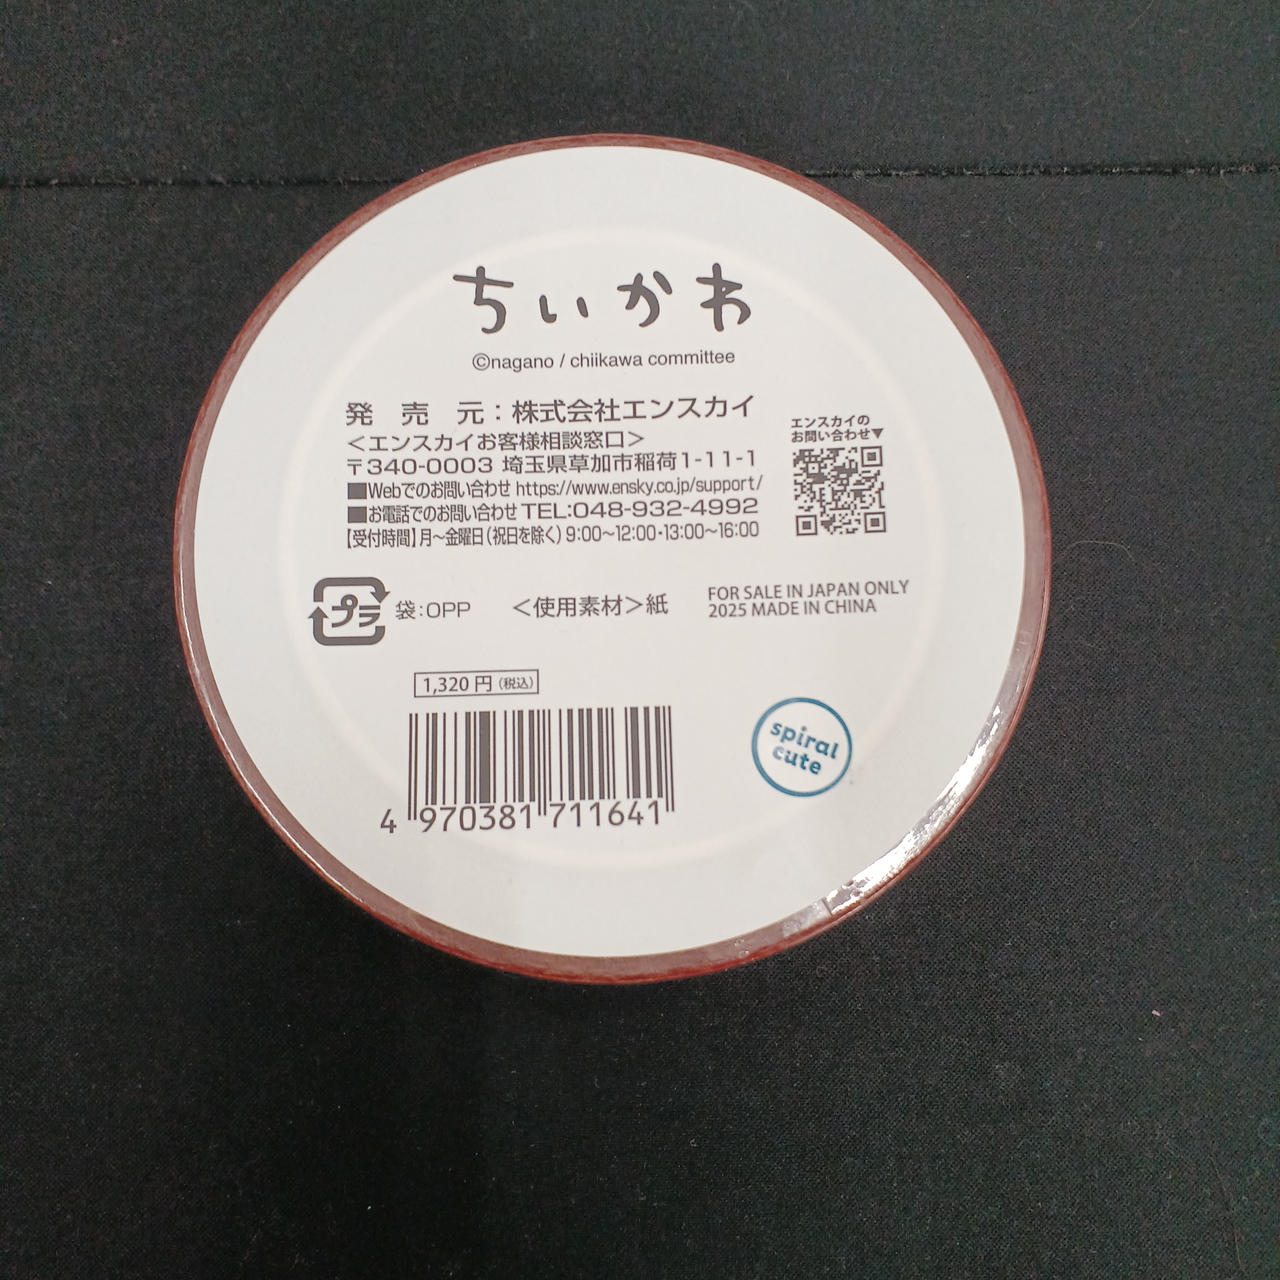 ちいかわ
©nagano / chiikawa committee
発売元：株式会社エンスカイ
＜エンスカイお客様相談窓口＞
〒340-0003 埼玉県草加市稲荷1-11-1
■Webでのお問い合わせ https://www.ensky.co.jp/support/
■お電話でのお問い合わせ TEL:048-932-4992
【受付時間】月〜金曜日(祝日を除く) 9:00〜12:00・13:00〜16:00
エンスカイの
お問い合わせ▼
プラ 袋:OPP
＜使用素材＞紙
FOR SALE IN JAPAN ONLY
2025 MADE IN CHINA
1,320 円(税込)
4 970381 711641
spiral
cute